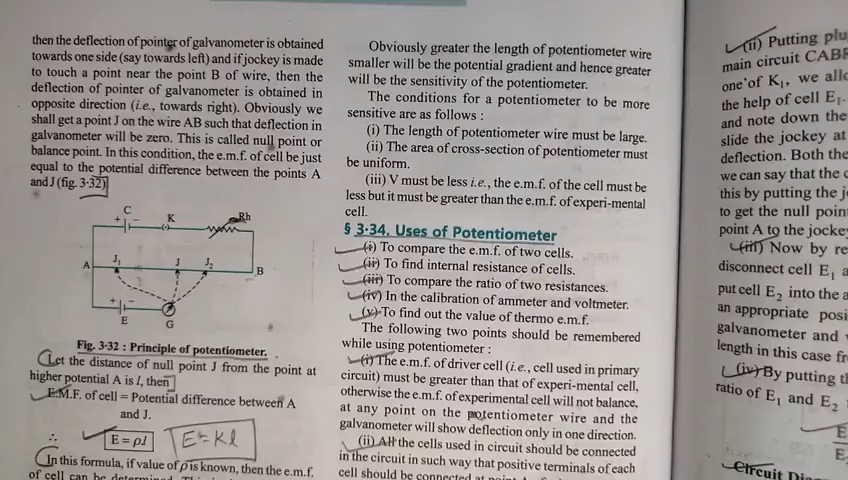 then the deflection of pointer of galvanometer is obtained
towards one side (say towards left) and if jockey is made
to touch a point near the point B of wire, then the
deflection of pointer of galvanometer is obtained in
opposite direction (i.e., towards right). Obviously we
shall get a point J on the wire AB such that deflection in
galvanometer will be zero. This is called null point or
balance point. In this condition, the e.m.f. of cell be just
equal to the potential difference between the points A
and J (fig. 3·32)
C
+ −
K
Rh
A
J₁
J
J₂
B
+ −
E
G
Fig. 3·32 : Principle of potentiometer.
Let the distance of null point J from the point at
higher potential A is l, then
E.M.F. of cell = Potential difference between A
and J.
∴ E = ρl
E = Kl
In this formula, if value of ρ is known, then the e.m.f.
of cell can be determined.
Obviously greater the length of potentiometer wire
smaller will be the potential gradient and hence greater
will be the sensitivity of the potentiometer.
The conditions for a potentiometer to be more
sensitive are as follows :
(i) The length of potentiometer wire must be large.
(ii) The area of cross-section of potentiometer must
be uniform.
(iii) V must be less i.e., the e.m.f. of the cell must be
less but it must be greater than the e.m.f. of experi-mental
cell.
§ 3·34. Uses of Potentiometer
(i) To compare the e.m.f. of two cells.
(ii) To find internal resistance of cells.
(iii) To compare the ratio of two resistances.
(iv) In the calibration of ammeter and voltmeter.
(v) To find out the value of thermo e.m.f.
The following two points should be remembered
while using potentiometer :
(i) The e.m.f. of driver cell (i.e., cell used in primary
circuit) must be greater than that of experi-mental cell,
otherwise the e.m.f. of experimental cell will not balance,
at any point on the potentiometer wire and the
galvanometer will show deflection only in one direction.
(ii) All the cells used in circuit should be connected
in the circuit in such way that positive terminals of each
cell should be connected at point A
(ii) Putting
main circuit
one of K₁, we
the help of cell E₁.
and note down the
slide the jockey at
deflection. Both the
we can say that the
this by putting the
to get the null
point A to the
(iii) Now by
disconnect cell E₁
put cell E₂ into the
an appropriate
galvanometer and
length in this case
(iv) By putting
ratio of E₁ and E₂
E
E
Circuit